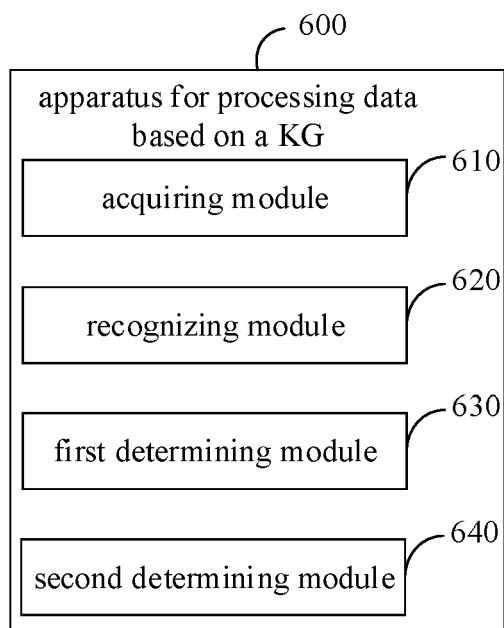 600
apparatus for processing data
based on a KG
610
acquiring module
620
recognizing module
630
first determining module
640
second determining module